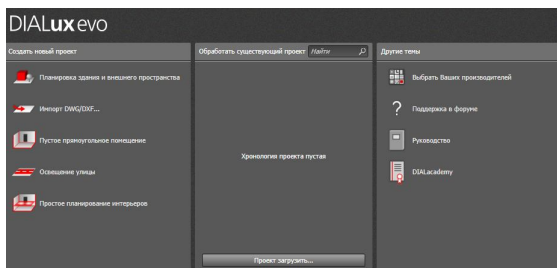 DIALux evo
Создать новый проект
Планировка здания и внешнего пространства
Импорт DWG/DXF...
Пустое прямоугольное помещение
Освещение улицы
Простое планирование интерьеров
Обработать существующий проект
Найти
Хронология проекта пустая
Проект загрузить...
Другие темы
Выбрать Ваших производителей
Поддержка в форуме
Руководство
DIALacademy